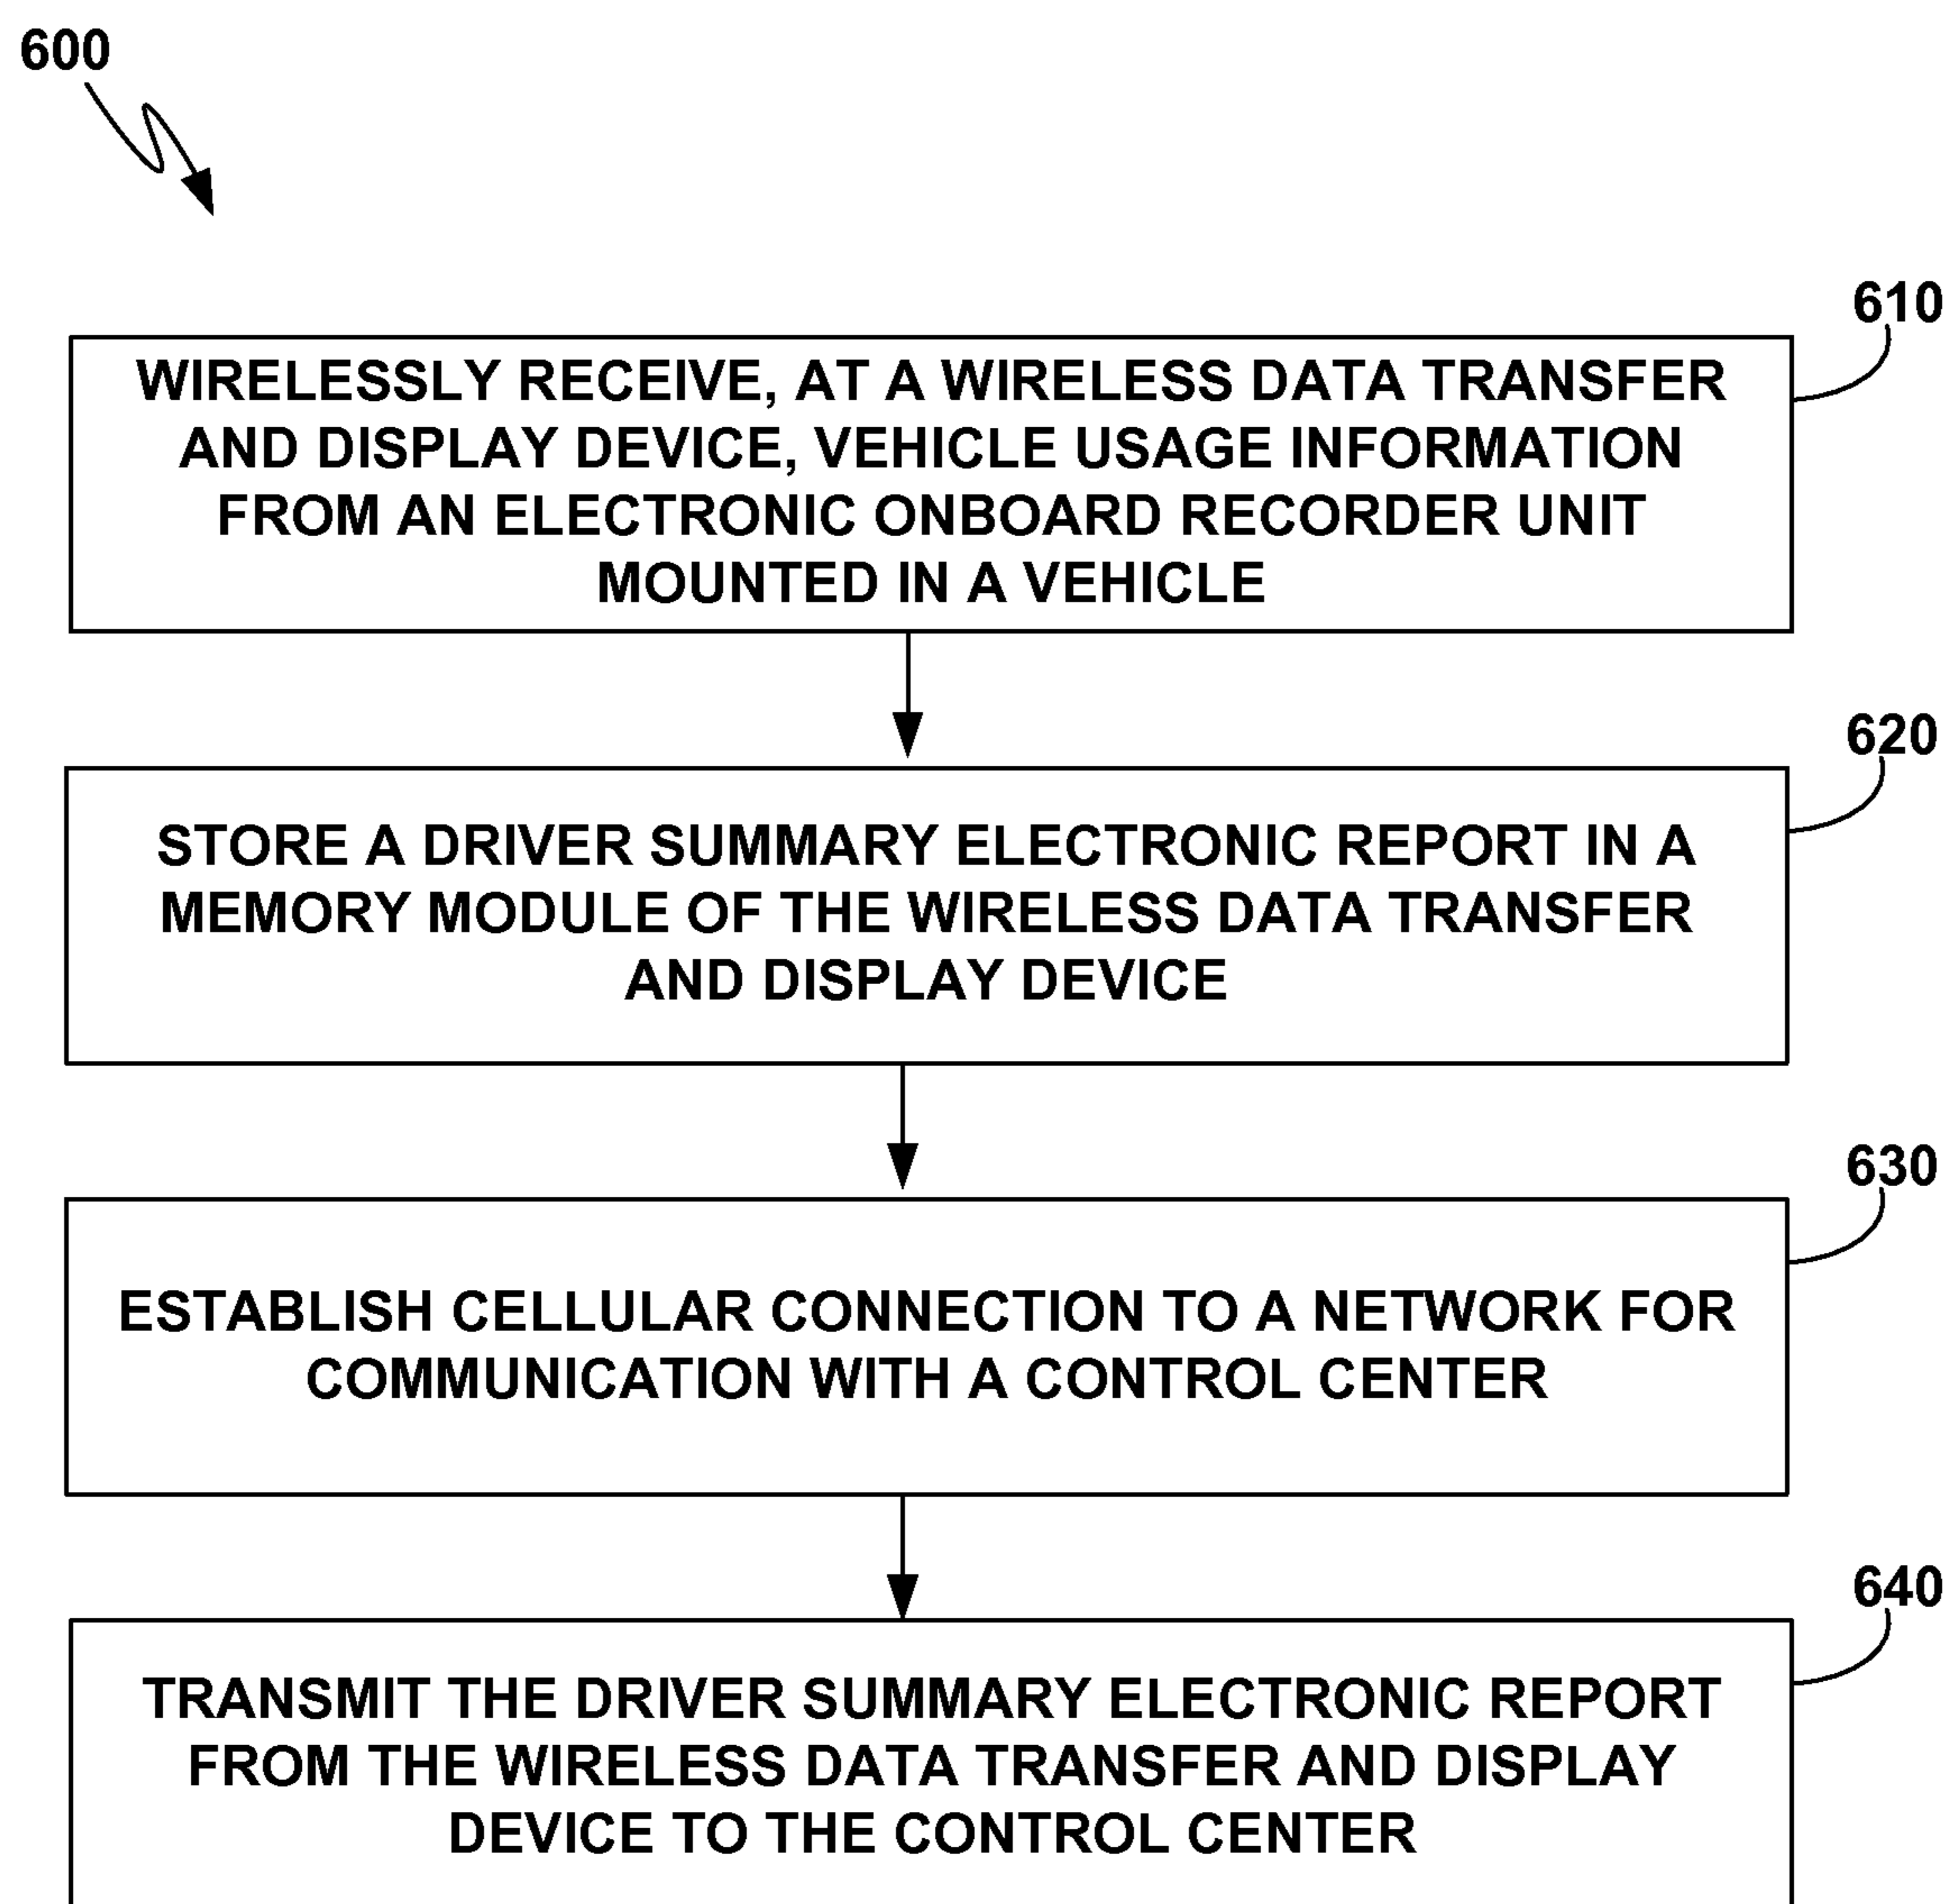 600
610
WIRELESSLY RECEIVE, AT A WIRELESS DATA TRANSFER
AND DISPLAY DEVICE, VEHICLE USAGE INFORMATION
FROM AN ELECTRONIC ONBOARD RECORDER UNIT
MOUNTED IN A VEHICLE
620
STORE A DRIVER SUMMARY ELECTRONIC REPORT IN A
MEMORY MODULE OF THE WIRELESS DATA TRANSFER
AND DISPLAY DEVICE
630
ESTABLISH CELLULAR CONNECTION TO A NETWORK FOR
COMMUNICATION WITH A CONTROL CENTER
640
TRANSMIT THE DRIVER SUMMARY ELECTRONIC REPORT
FROM THE WIRELESS DATA TRANSFER AND DISPLAY
DEVICE TO THE CONTROL CENTER